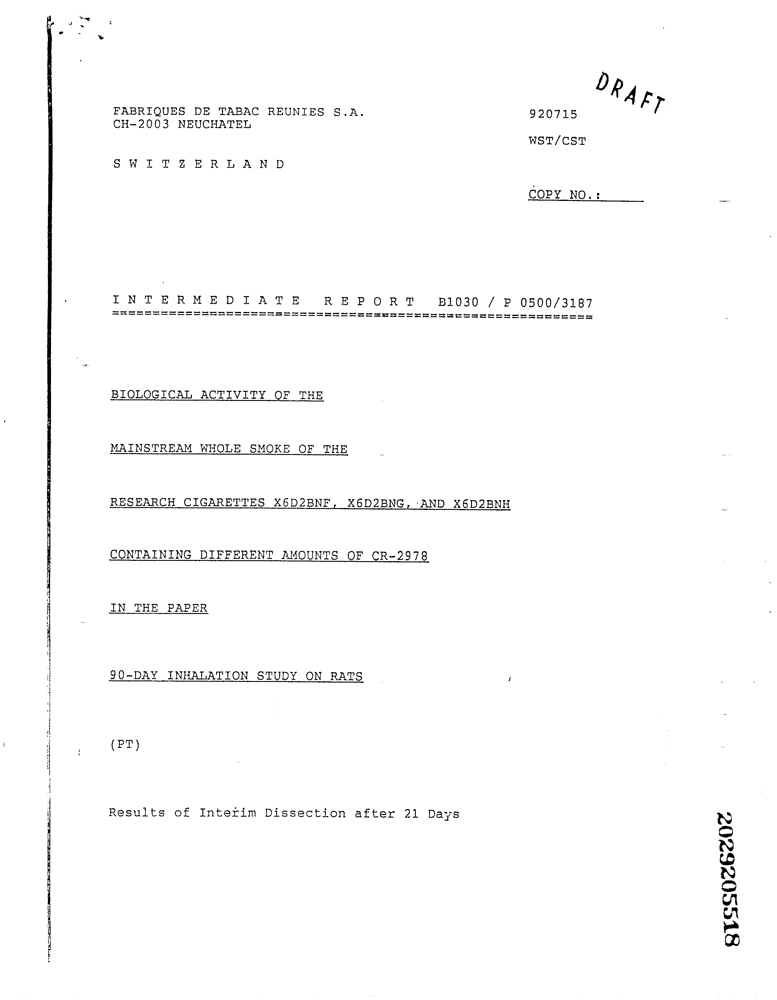 DRAFT
FABRIQUES DE TABAC REUNIES S.A.
CH-2003 NEUCHATEL
S W I T Z E R L A N D
920715
WST/CST
COPY NO.:
I N T E R M E D I A T E   R E P O R T   B1030 / P 0500/3187
BIOLOGICAL ACTIVITY OF THE
MAINSTREAM WHOLE SMOKE OF THE
RESEARCH CIGARETTES X6D2BNF, X6D2BNG, AND X6D2BNH
CONTAINING DIFFERENT AMOUNTS OF CR-2978
IN THE PAPER
90-DAY INHALATION STUDY ON RATS
(PT)
Results of Interim Dissection after 21 Days
2029205518